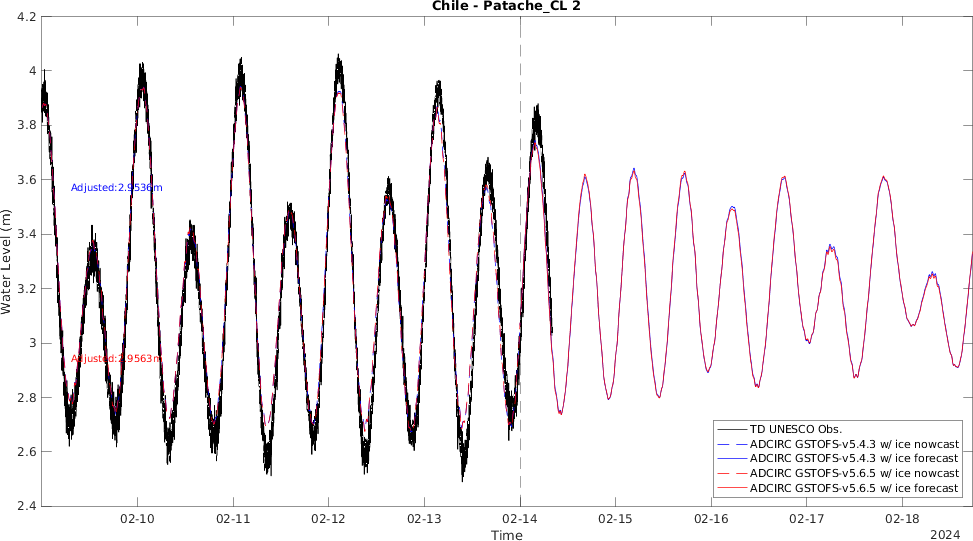 Chile - Patache_CL 2
4.2
4
3.8
3.6
3.4
3.2
3
2.8
2.6
2.4
Water Level (m)
Adjusted:2.9536m
Adjusted:2.9563m
TD UNESCO Obs.
ADCIRC GSTOFS-v5.4.3 w/ ice nowcast
ADCIRC GSTOFS-v5.4.3 w/ ice forecast
ADCIRC GSTOFS-v5.6.5 w/ ice nowcast
ADCIRC GSTOFS-v5.6.5 w/ ice forecast
02-10 02-11 02-12 02-13 02-14 02-15 02-16 02-17 02-18
Time
2024